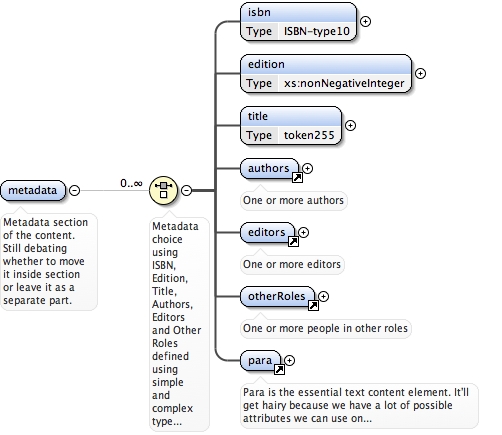 isbn
Type ISBN-type10
edition
Type xs:nonNegativeInteger
title
Type token255
authors
One or more authors
metadata
0..∞
Metadata section
of the content.
Still debating
whether to move
it inside section
or leave it as a
separate part.
Metadata
choice
using
ISBN,
Edition,
Title,
Authors,
Editors
and Other
Roles
defined
using
simple
and
complex
type...
editors
One or more editors
otherRoles
One or more people in other roles
para
Para is the essential text content element. It'll
get hairy because we have a lot of possible
attributes we can use on...